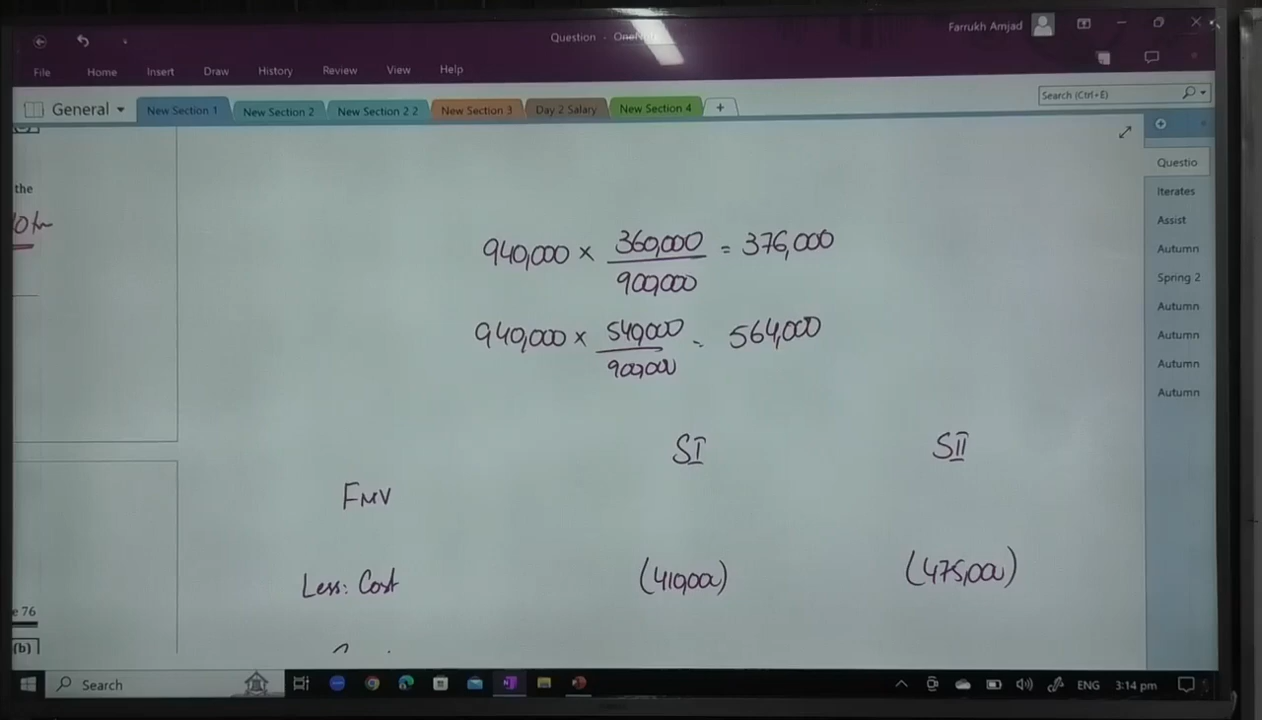 Farrukh Amjad
Question - OneNo
File Home Insert Draw History Review View Help
General New Section 1 New Section 2 New Section 2 2 New Section 3 Day 2 Salary New Section 4 +
Search (Ctrl+E)
Questio
Iterates
Assist
Autumn
Spring 2
Autumn
Autumn
Autumn
Autumn
the
940,000 × 360,000 / 900,000 = 376,000
940,000 × 540,000 / 900,000 = 564,000
SI SII
FMV
Less: Cost (410,000) (475,000)
e 76
(b)
Search
ENG 3:14 pm